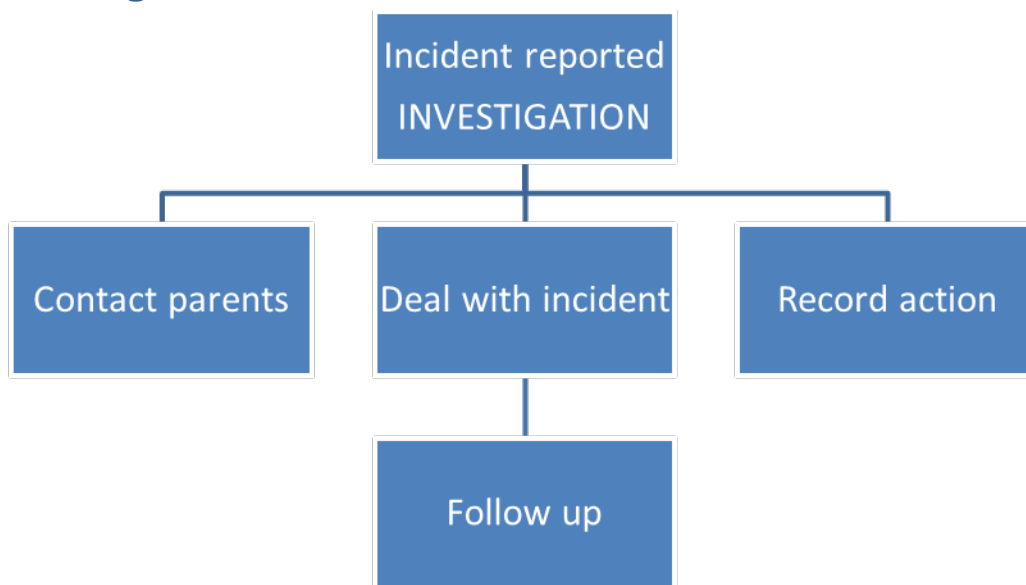 Incident reported
INVESTIGATION
Contact parents
Deal with incident
Record action
Follow up